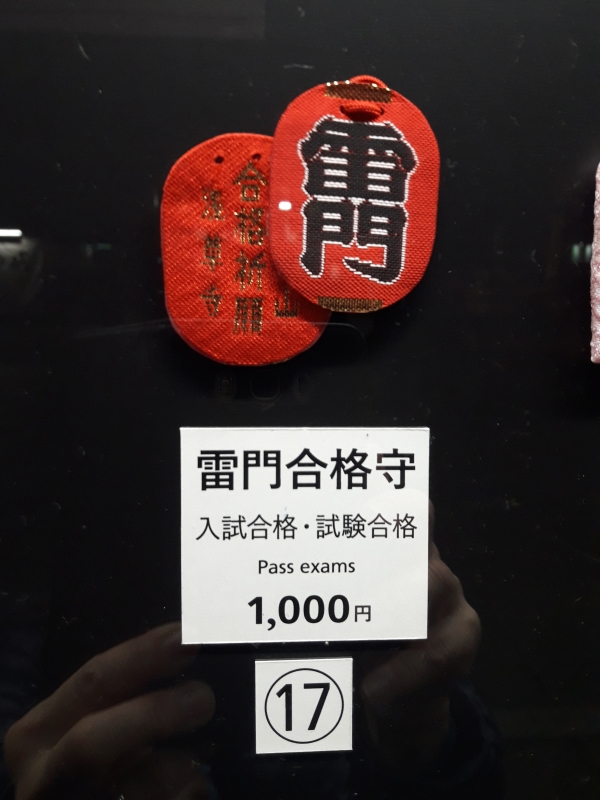 雷門
浅草寺
合格祈願
雷門合格守
入試合格・試験合格
Pass exams
1,000円
17